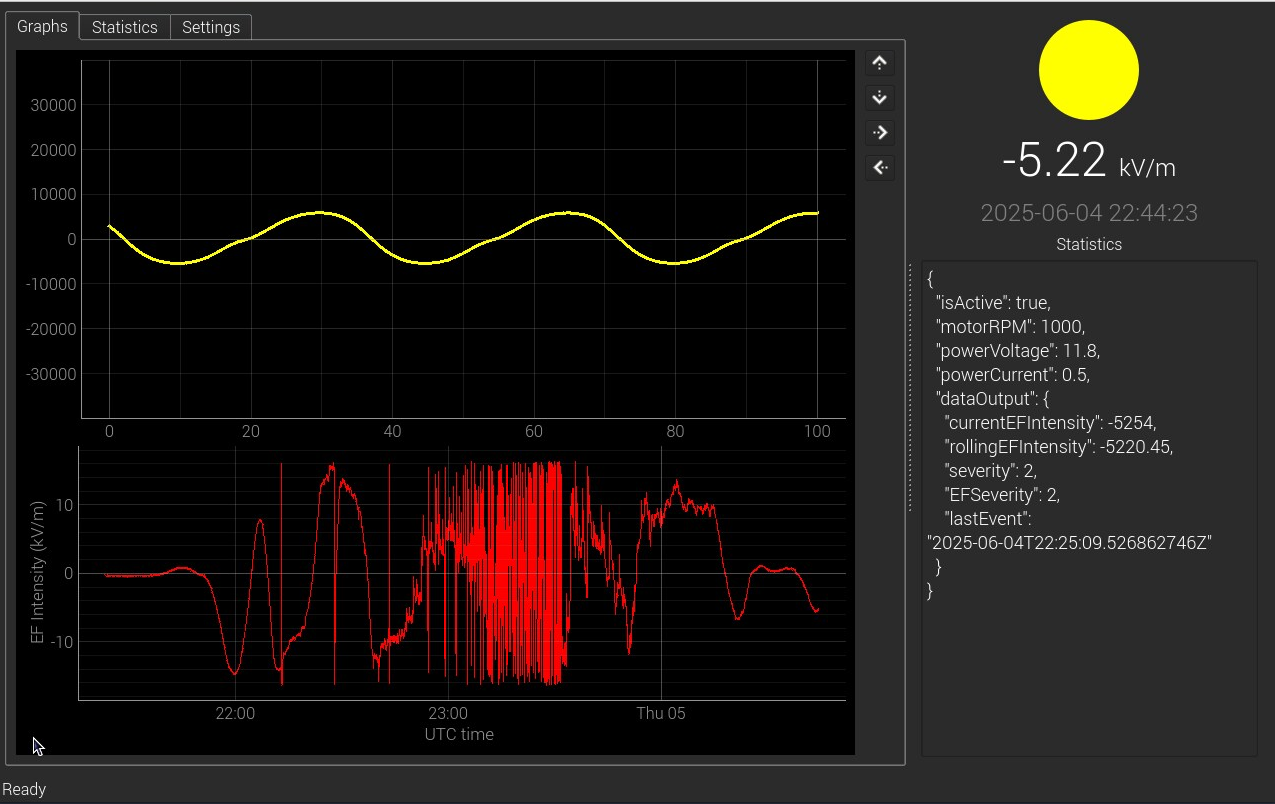 Graphs
Statistics
Settings
30000
20000
10000
0
-10000
-20000
-30000
0
20
40
60
80
100
EF Intensity (kV/m)
10
0
-10
22:00
23:00
Thu 05
UTC time
-5.22 kV/m
2025-06-04 22:44:23
Statistics
{
"isActive": true,
"motorRPM": 1000,
"powerVoltage": 11.8,
"powerCurrent": 0.5,
"dataOutput": {
"currentEFIntensity": -5254,
"rollingEFIntensity": -5220.45,
"severity": 2,
"EFSeverity": 2,
"lastEvent":
"2025-06-04T22:25:09.526862746Z"
}
}
Ready